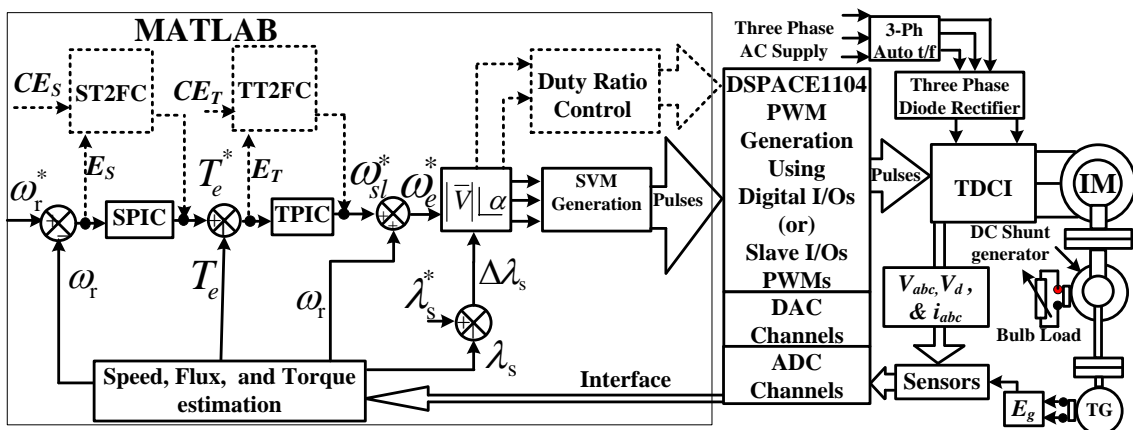 MATLAB
CE_S
ST2FC
CE_T
TT2FC
Duty Ratio
Control
Three Phase
AC Supply
3-Ph
Auto t/f
Three Phase
Diode Rectifier
DSPACE1104
PWM
Generation
Using
Digital I/Os
(or)
Slave I/Os
PWMs
DAC
Channels
ADC
Channels
E_S
T_e^*
E_T
ω_sl^*
ω_e^*
ω_r^*
SPIC
TPIC
|V̅|∠α
SVM
Generation
Pulses
Pulses
TDCI
IM
DC Shunt
generator
ω_r
T_e
ω_r
Δλ_s
λ_s^*
λ_s
V_abc, V_d ,
& i_abc
Bulb Load
Speed, Flux, and Torque
estimation
Interface
Sensors
E_g
TG